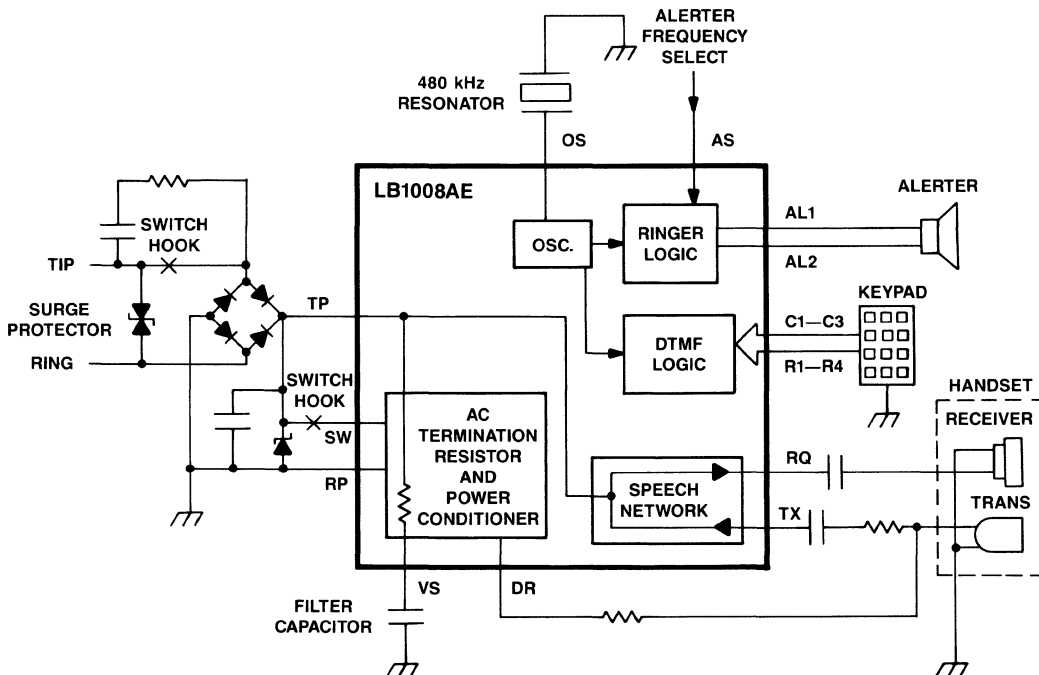 ALERTER
FREQUENCY
SELECT
480 kHz
RESONATOR
OS
AS
LB1008AE
ALERTER
SWITCH
HOOK
OSC.
RINGER
LOGIC
AL1
AL2
TIP
SURGE
PROTECTOR
RING
TP
KEYPAD
C1—C3
DTMF
LOGIC
R1—R4
SWITCH
HOOK
SW
RP
AC
TERMINATION
RESISTOR
AND
POWER
CONDITIONER
HANDSET
RECEIVER
RQ
SPEECH
NETWORK
TRANS
TX
VS
DR
FILTER
CAPACITOR